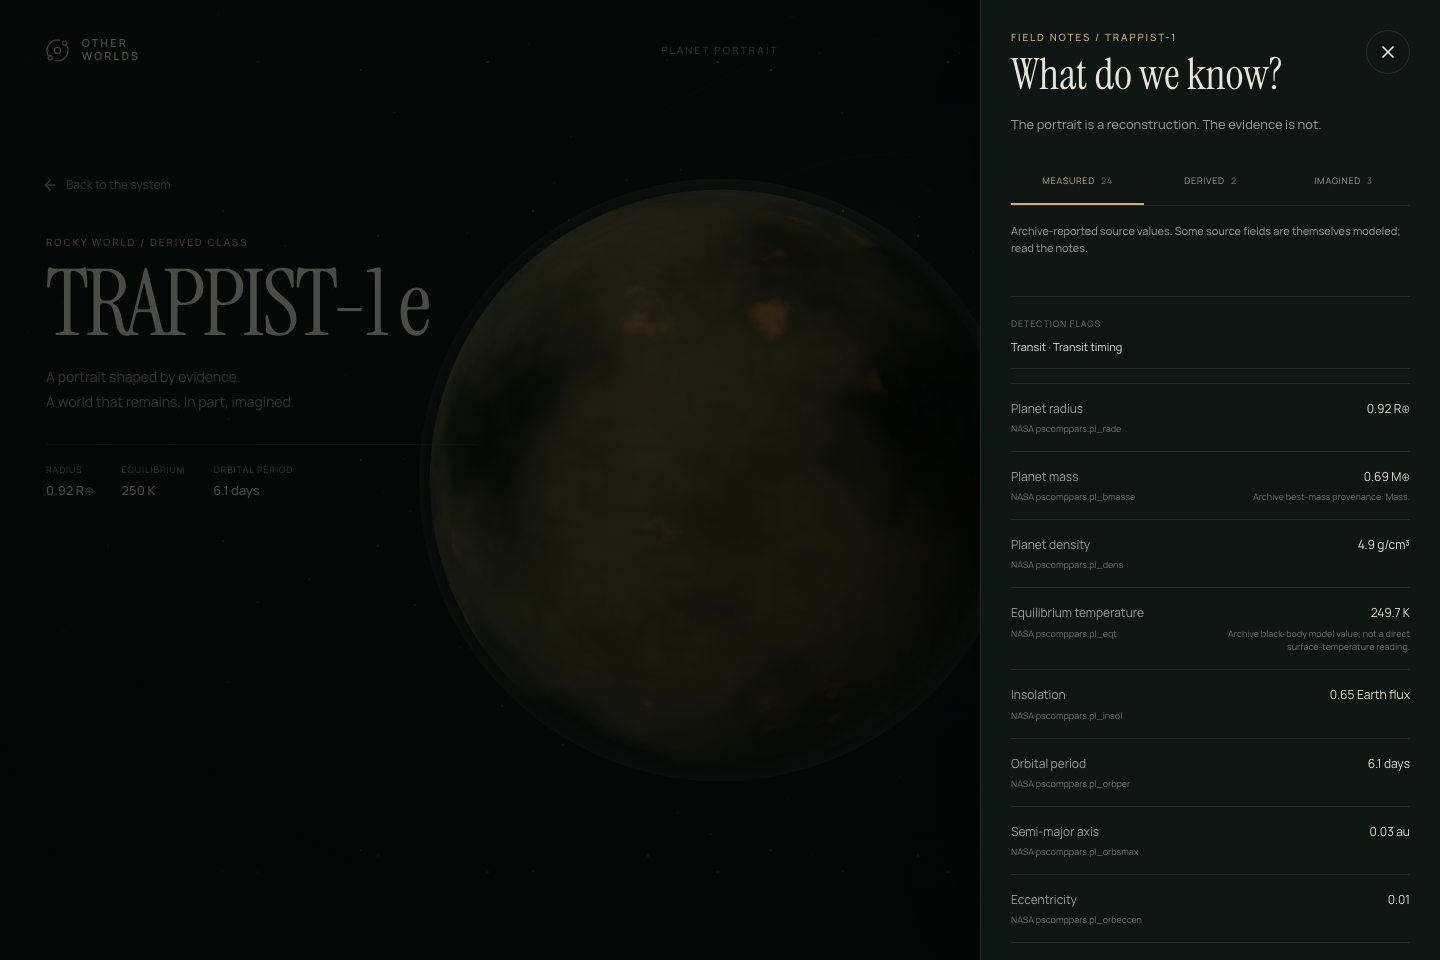 OTHER
WORLDS
PLANET PORTRAIT
Back to the system
ROCKY WORLD / DERIVED CLASS
TRAPPIST-1 e
A portrait shaped by evidence.
A world that remains, in part, imagined.
RADIUS
0.92 R⊕
EQUILIBRIUM
250 K
ORBITAL PERIOD
6.1 days
FIELD NOTES / TRAPPIST-1
What do we know?
The portrait is a reconstruction. The evidence is not.
MEASURED 24
DERIVED 2
IMAGINED 3
Archive-reported source values. Some source fields are themselves modeled;
read the notes.
DETECTION FLAGS
Transit · Transit timing
Planet radius
0.92 R⊕
NASA pscomppars.pl_rade
Planet mass
0.69 M⊕
NASA pscomppars.pl_bmasse
Archive best-mass provenance: Mass.
Planet density
4.9 g/cm³
NASA pscomppars.pl_dens
Equilibrium temperature
249.7 K
NASA pscomppars.pl_eqt
Archive black-body model value; not a direct
surface-temperature reading.
Insolation
0.65 Earth flux
NASA pscomppars.pl_insol
Orbital period
6.1 days
NASA pscomppars.pl_orbper
Semi-major axis
0.03 au
NASA pscomppars.pl_orbsmax
Eccentricity
0.01
NASA pscomppars.pl_orbeccen